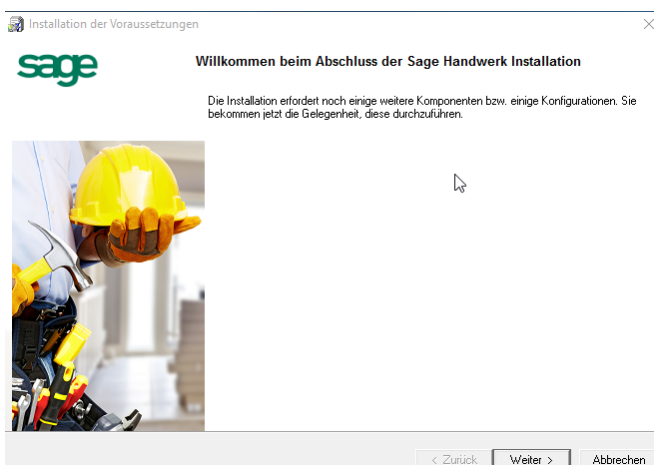 Installation der Voraussetzungen
sage
Willkommen beim Abschluss der Sage Handwerk Installation
Die Installation erfordert noch einige weitere Komponenten bzw. einige Konfigurationen. Sie
bekommen jetzt die Gelegenheit, diese durchzuführen.
< Zurück Weiter > Abbrechen